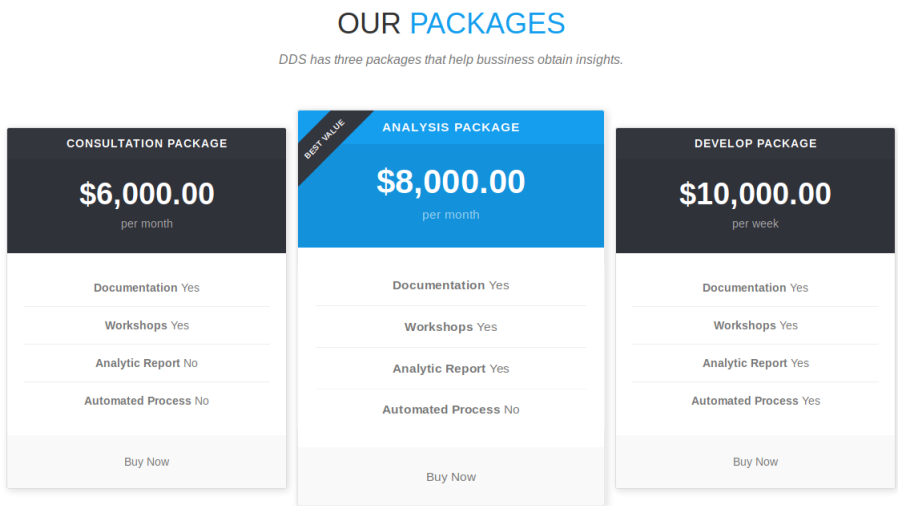 OUR PACKAGES
DDS has three packages that help bussiness obtain insights.
CONSULTATION PACKAGE
$6,000.00
per month
Documentation Yes
Workshops Yes
Analytic Report No
Automated Process No
Buy Now
BEST VALUE
ANALYSIS PACKAGE
$8,000.00
per month
Documentation Yes
Workshops Yes
Analytic Report Yes
Automated Process No
Buy Now
DEVELOP PACKAGE
$10,000.00
per week
Documentation Yes
Workshops Yes
Analytic Report Yes
Automated Process Yes
Buy Now